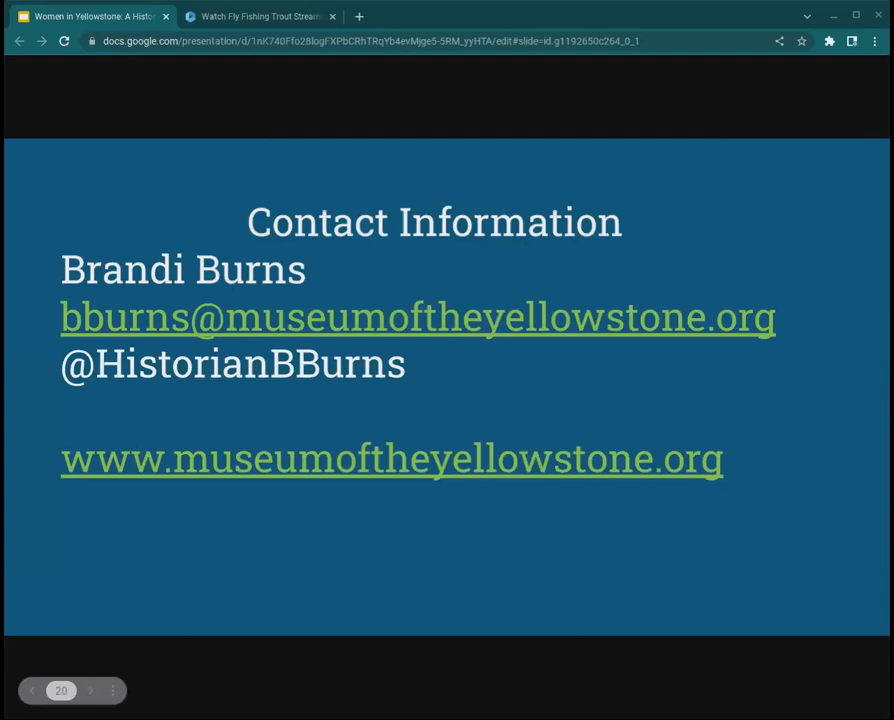 Women in Yellowstone: A Histor
Watch Fly Fishing Trout Stream
docs.google.com/presentation/d/1nK740Ffo28logFXPbCRhTRqYb4evMjge5-5RM_yyHTA/edit#slide=id.g1192650c264_0_1
Contact Information
Brandi Burns
bburns@museumoftheyellowstone.org
@HistorianBBurns
www.museumoftheyellowstone.org
20